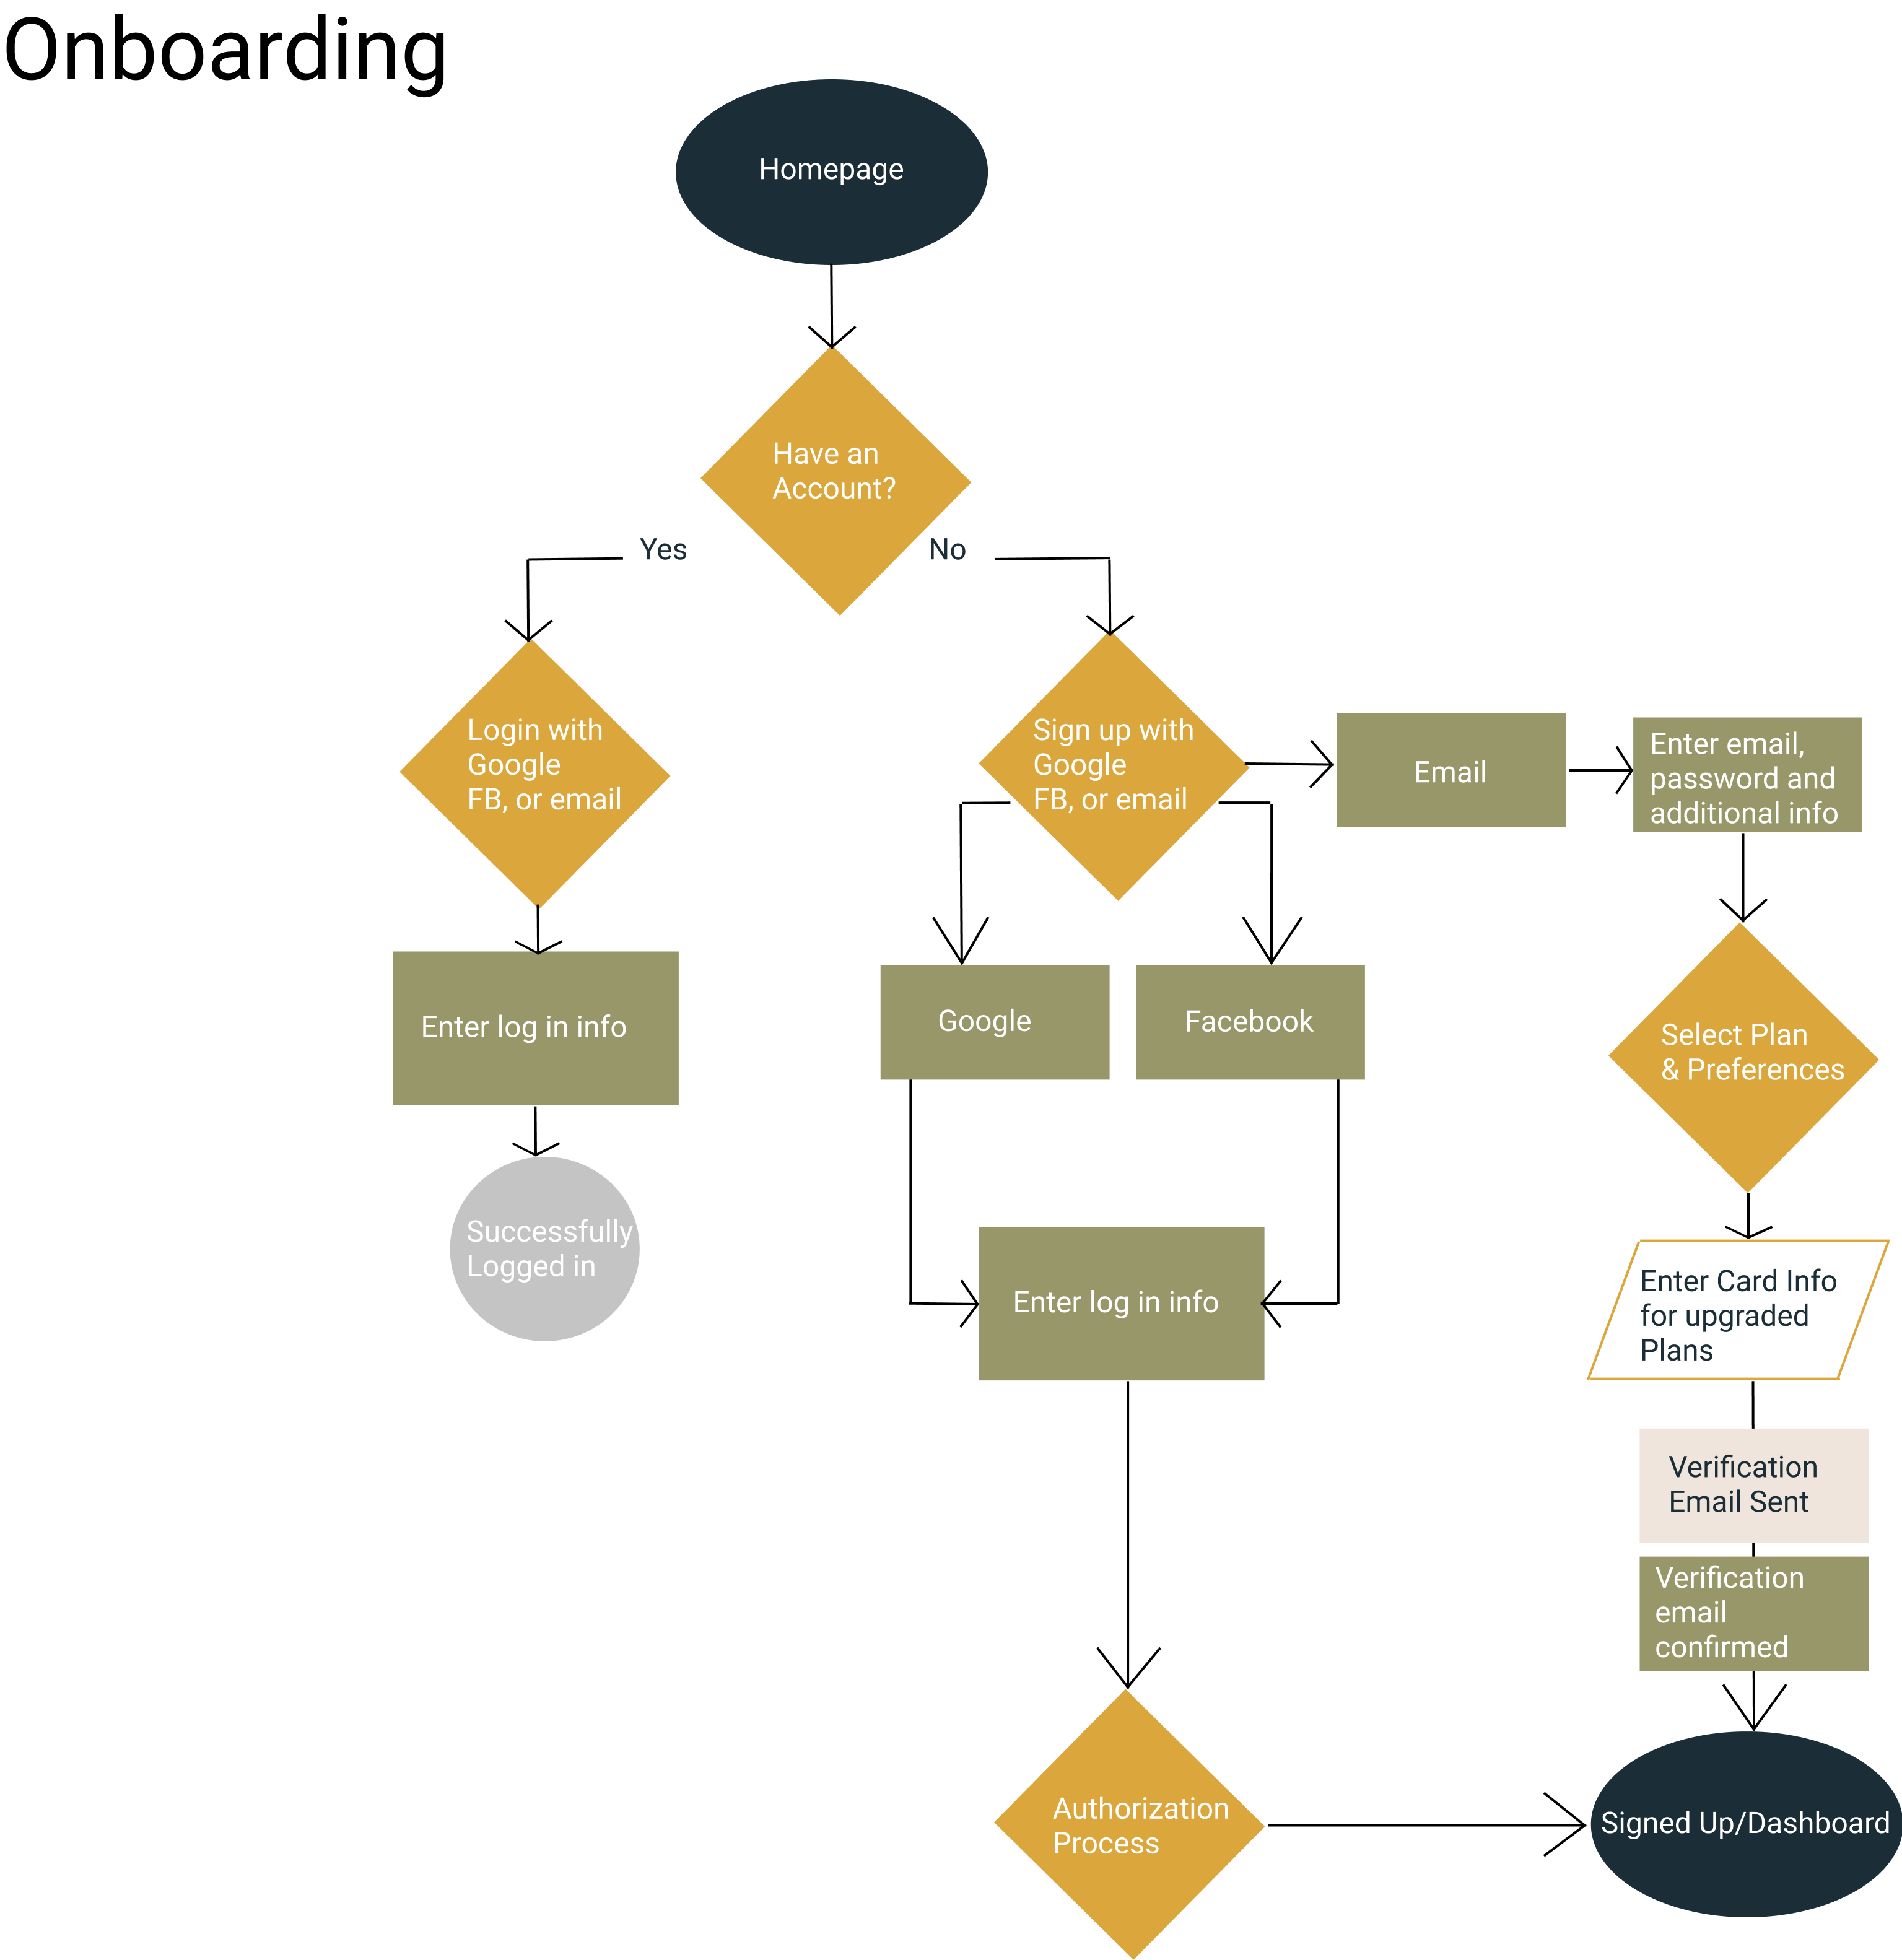 Onboarding
Homepage
Have an
Account?
Yes
No
Login with
Google
FB, or email
Sign up with
Google
FB, or email
Email
Enter email,
password and
additional info
Enter log in info
Google
Facebook
Select Plan
& Preferences
Successfully
Logged in
Enter log in info
Enter Card Info
for upgraded
Plans
Verification
Email Sent
Verification
email
confirmed
Authorization
Process
Signed Up/Dashboard